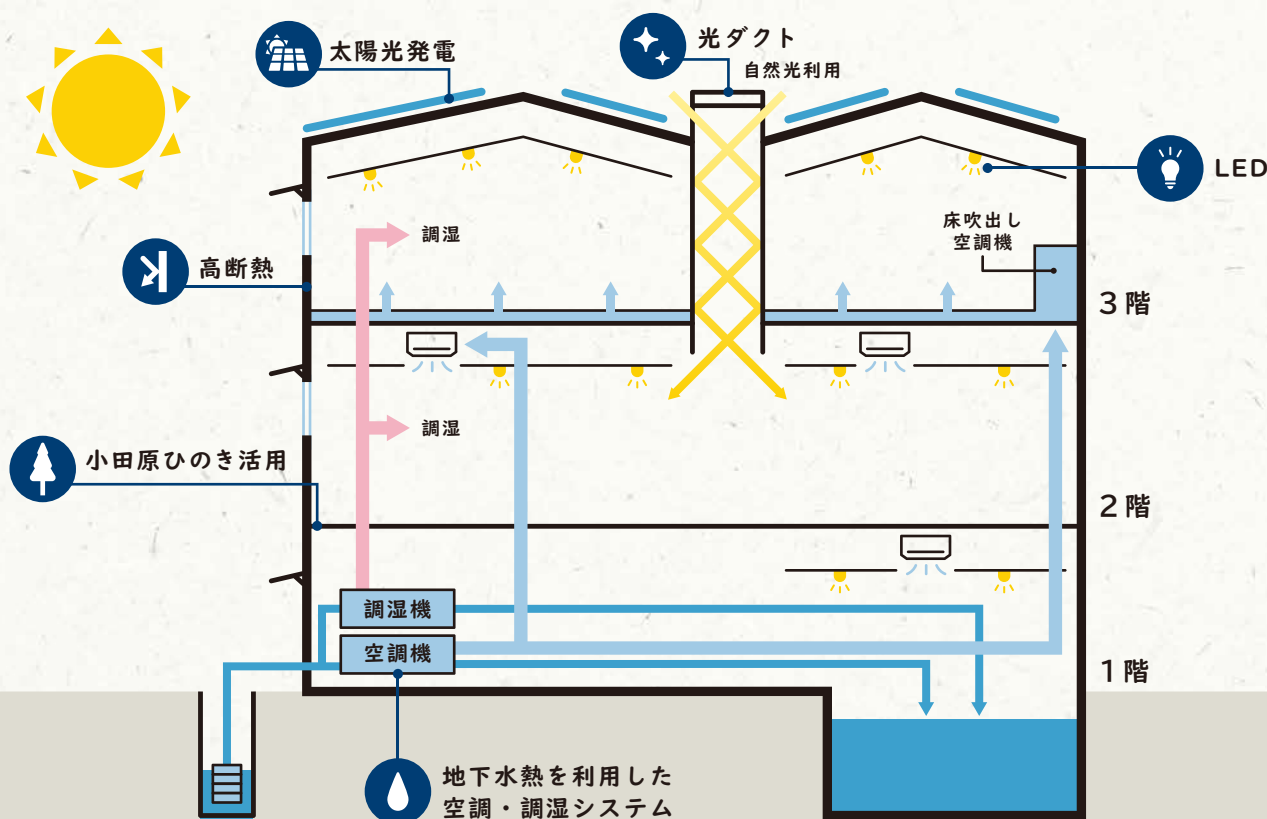 太陽光発電
光ダクト
自然光利用
LED
調湿
床吹出し
空調機
高断熱
3階
調湿
小田原ひのき活用
2階
調湿機
空調機
1階
地下水熱を利用した
空調・調湿システム